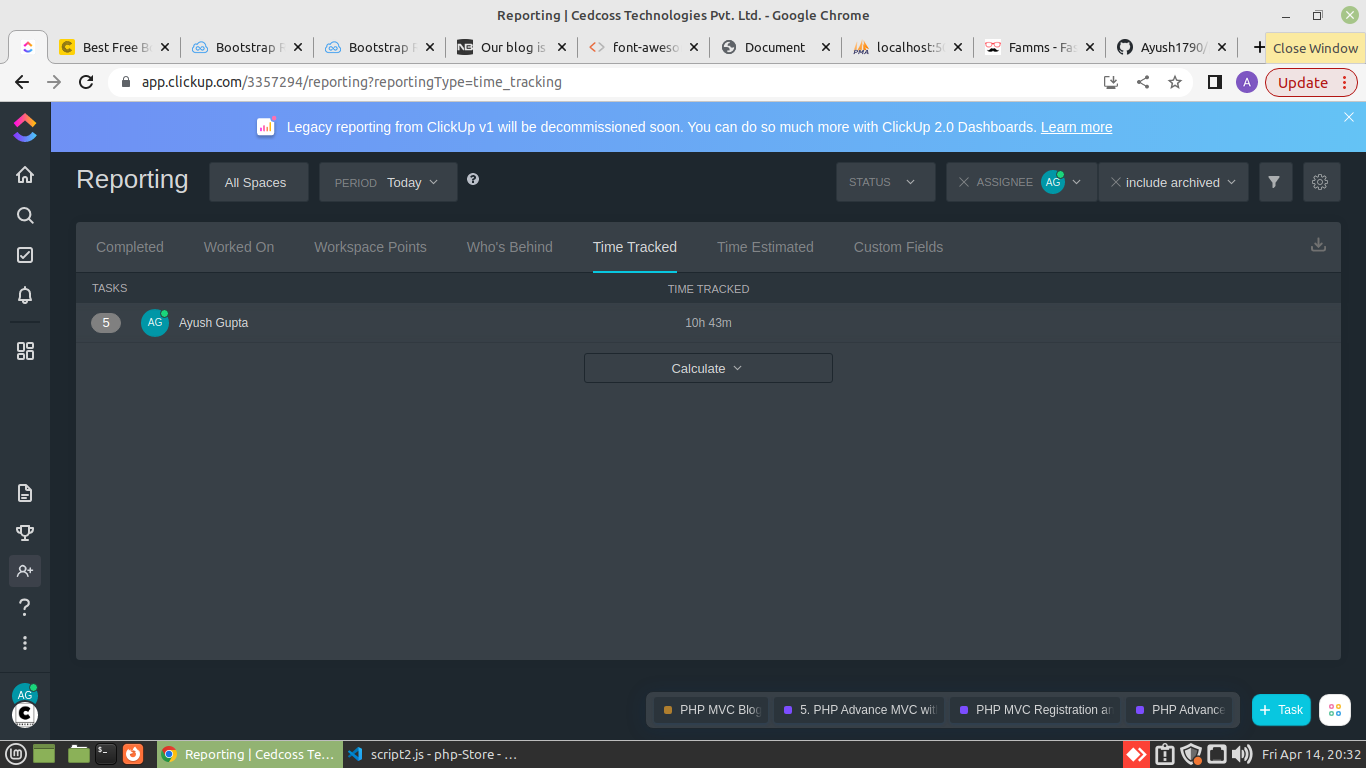 Reporting | Cedcoss Technologies Pvt. Ltd. - Google Chrome
Best Free B Bootstrap F Bootstrap F Our blog is font-aweso Document localhost:50 Famms - Fas Ayush1790/ Close Window
app.clickup.com/3357294/reporting?reportingType=time_tracking A Update
Legacy reporting from ClickUp v1 will be decommissioned soon. You can do so much more with ClickUp 2.0 Dashboards. Learn more
Reporting All Spaces PERIOD Today STATUS ASSIGNEE AG include archived
Completed Worked On Workspace Points Who's Behind Time Tracked Time Estimated Custom Fields
TASKS TIME TRACKED
5 AG Ayush Gupta 10h 43m
Calculate
AG
PHP MVC Blog 5. PHP Advance MVC wit PHP MVC Registration an PHP Advance + Task
Reporting | Cedcoss Te... script2.js - php-Store - ... Fri Apr 14, 20:32